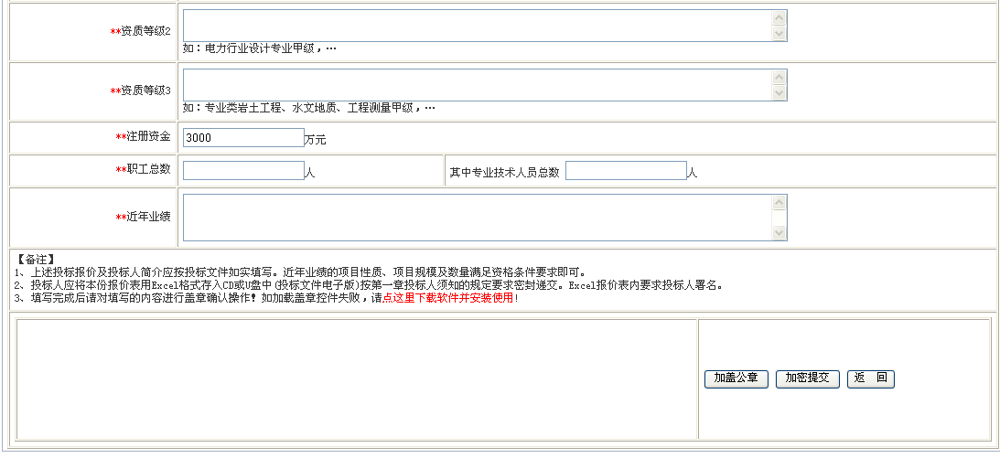 **资质等级2
如：电力行业设计专业甲级，…
**资质等级3
如：专业类岩土工程、水文地质、工程测量甲级，…
**注册资金 3000 万元
**职工总数 人 其中专业技术人员总数 人
**近年业绩
【备注】
1、上述投标报价及投标人简介应按投标文件如实填写。近年业绩的项目性质、项目规模及数量满足资格条件要求即可。
2、投标人应将本份报价表用Excel格式存入CD或U盘中(投标文件电子版)按第一章投标人须知的规定要求密封递交。Excel报价表内要求投标人署名。
3、填写完成后请对填写的内容进行盖章确认操作！如加载盖章控件失败，请点这里下载软件并安装使用!
加盖公章 加密提交 返 回